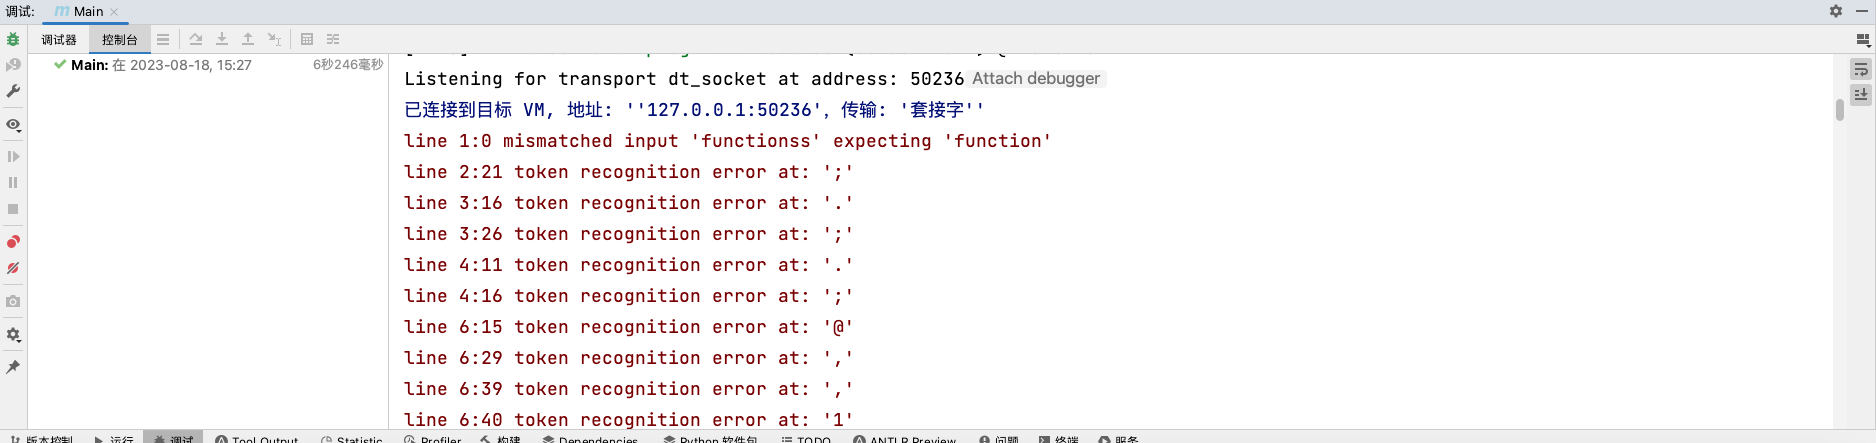 调试: Main
调试器 控制台
Main: 在 2023-08-18, 15:27 6秒246毫秒
Listening for transport dt_socket at address: 50236 Attach debugger
已连接到目标 VM, 地址: ''127.0.0.1:50236', 传输: '套接字''
line 1:0 mismatched input 'functionss' expecting 'function'
line 2:21 token recognition error at: ';'
line 3:16 token recognition error at: '.'
line 3:26 token recognition error at: ';'
line 4:11 token recognition error at: '.'
line 4:16 token recognition error at: ';'
line 6:15 token recognition error at: '@'
line 6:29 token recognition error at: ','
line 6:39 token recognition error at: ','
line 6:40 token recognition error at: '1'
版本控制 运行 调试 Tool Output Statistic Profiler 构建 Dependencies Python 软件包 TODO ANTLR Preview 问题 终端 服务